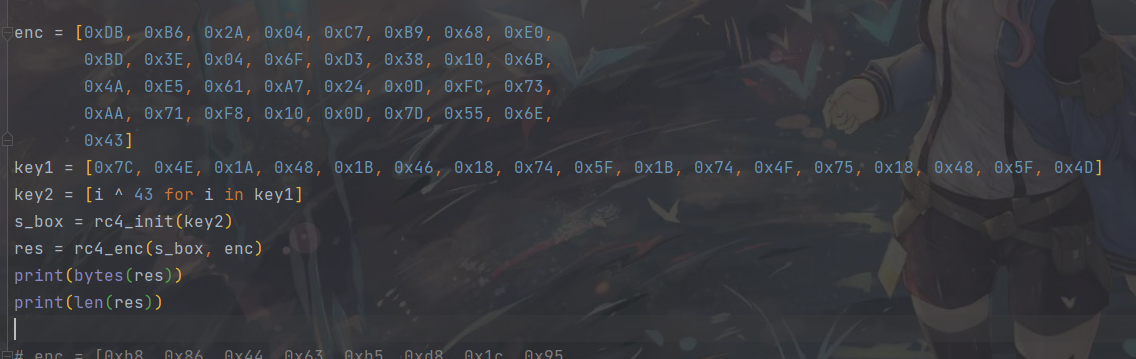 enc = [0xDB, 0xB6, 0x2A, 0x04, 0xC7, 0xB9, 0x68, 0xE0,
0xBD, 0x3E, 0x04, 0x6F, 0xD3, 0x38, 0x10, 0x6B,
0x4A, 0xE5, 0x61, 0xA7, 0x24, 0x0D, 0xFC, 0x73,
0xAA, 0x71, 0xF8, 0x10, 0x0D, 0x7D, 0x55, 0x6E,
0x43]
key1 = [0x7C, 0x4E, 0x1A, 0x48, 0x1B, 0x46, 0x18, 0x74, 0x5F, 0x1B, 0x74, 0x4F, 0x75, 0x18, 0x48, 0x5F, 0x4D]
key2 = [i ^ 43 for i in key1]
s_box = rc4_init(key2)
res = rc4_enc(s_box, enc)
print(bytes(res))
print(len(res))
# enc = [0xb8, 0x86, 0x44, 0x63, 0xb5, 0xd8, 0x1c, 0x95,